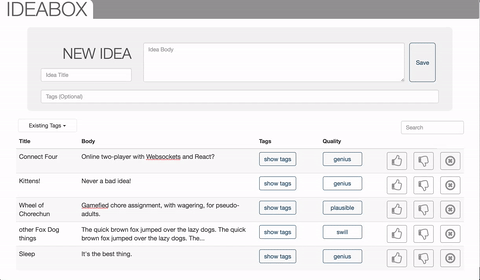 IDEABOX
NEW IDEA
Idea Title
Idea Body
Save
Tags (Optional)
Existing Tags
Search
Title Body Tags Quality
Connect Four Online two-player with Websockets and React? show tags genius
Kittens! Never a bad idea! show tags genius
Wheel of Gamefied chore assignment, with wagering, for pseudo- show tags plausible
Chorechun adults.
other Fox Dog The quick brown fox jumped over the lazy dogs. The quick show tags swill
things brown fox jumped over the lazy dogs. The...
Sleep It's the best thing. show tags genius